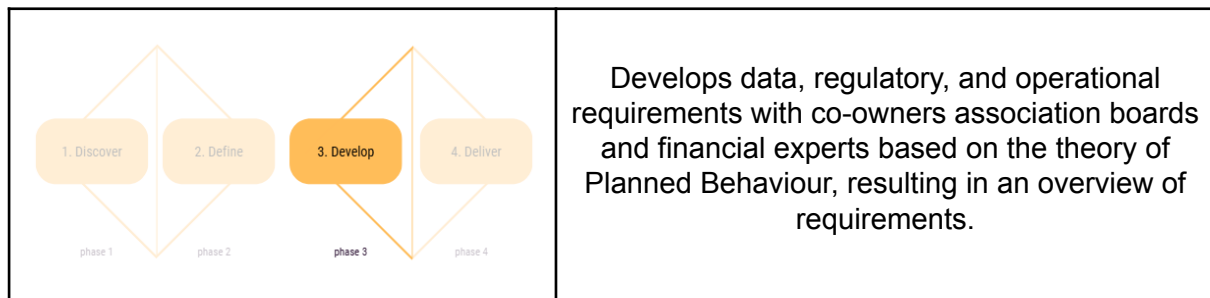 1. Discover
2. Define
3. Develop
4. Deliver
phase 1
phase 2
phase 3
phase 4
Develops data, regulatory, and operational
requirements with co-owners association boards
and financial experts based on the theory of
Planned Behaviour, resulting in an overview of
requirements.